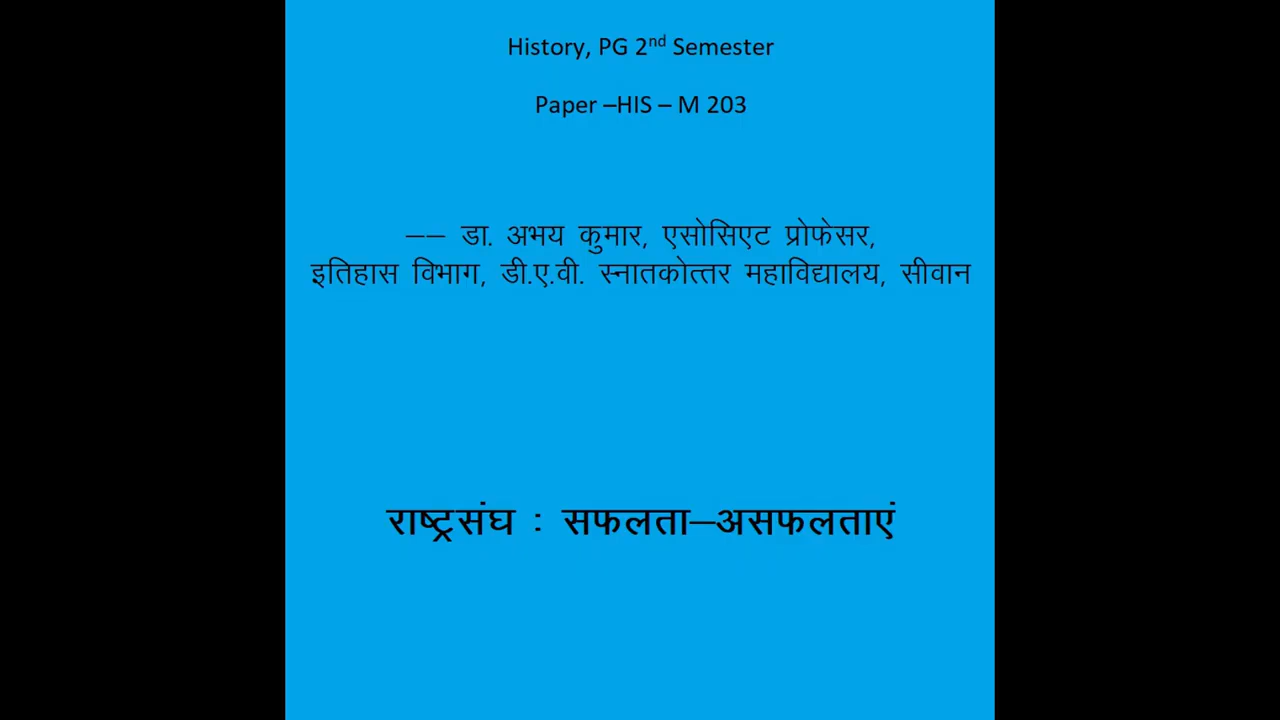 History, PG 2nd Semester
Paper –HIS – M 203
–– डा. अभय कुमार, एसोसिएट प्रोफेसर,
इतिहास विभाग, डी.ए.वी. स्नातकोत्तर महाविद्यालय, सीवान
राष्ट्रसंघ : सफलता–असफलताएं